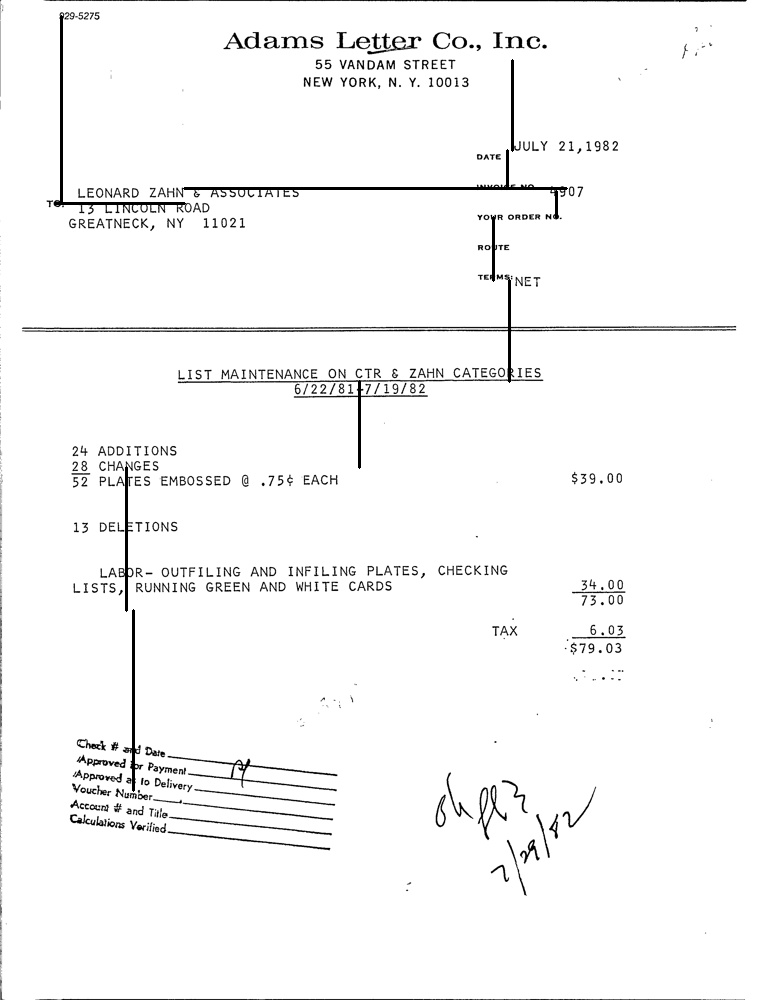 929-5275
Adams Letter Co., Inc.
55 VANDAM STREET
NEW YORK, N. Y. 10013
DATE JULY 21,1982
INVOICE NO. 4907
TO: LEONARD ZAHN & ASSOCIATES
13 LINCOLN ROAD
GREATNECK, NY 11021
YOUR ORDER NO.
ROUTE
TERMS: NET
LIST MAINTENANCE ON CTR & ZAHN CATEGORIES
6/22/81-7/19/82
24 ADDITIONS
28 CHANGES
52 PLATES EMBOSSED @ .75¢ EACH $39.00
13 DELETIONS
LABOR- OUTFILING AND INFILING PLATES, CHECKING
LISTS, RUNNING GREEN AND WHITE CARDS 34.00
73.00
TAX 6.03
$79.03
Check # and Date
Approved for Payment
Approved as to Delivery
Voucher Number
Account # and Title
Calculations Verified
ok
7/29/82